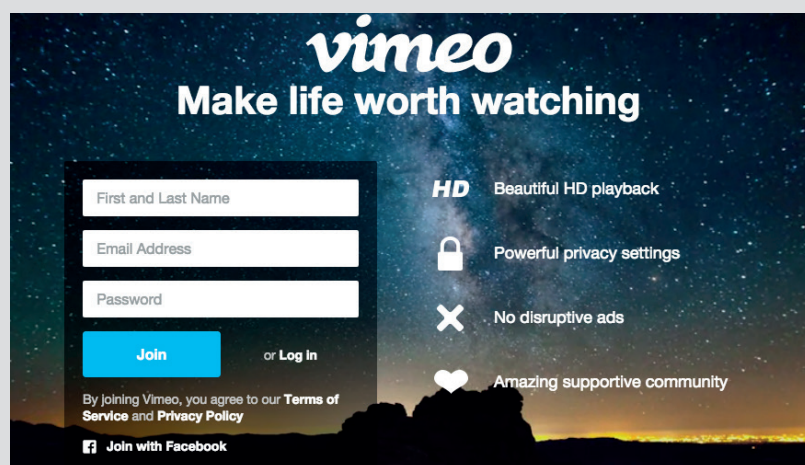 vimeo
Make life worth watching
First and Last Name
Email Address
Password
Join
or Log in
By joining Vimeo, you agree to our Terms of
Service and Privacy Policy
Join with Facebook
HD
Beautiful HD playback
Powerful privacy settings
No disruptive ads
Amazing supportive community